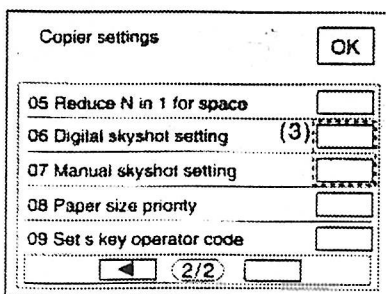 Copier settings
OK
05 Reduce N in 1 for space
06 Digital skyshot setting (3)
07 Manual skyshot setting
08 Paper size priority
09 Set s key operator code
◄ 2/2